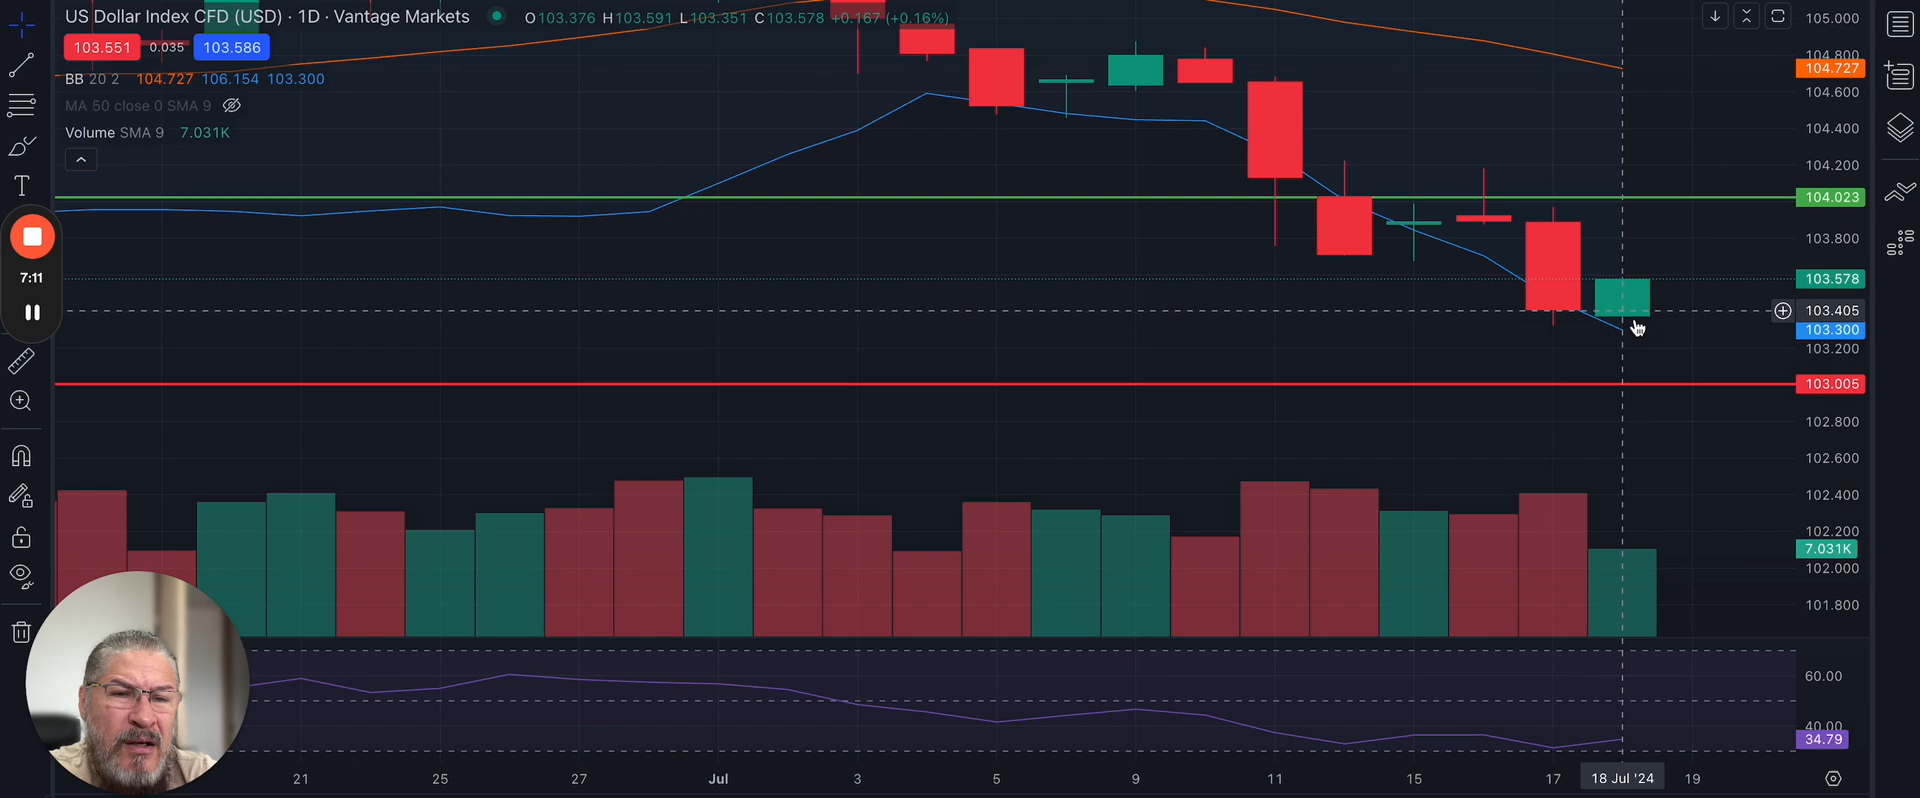 US Dollar Index CFD (USD) · 1D · Vantage Markets O103.376 H103.591 L103.351 C103.578 +0.167 (+0.16%)
103.551 0.035 103.586
BB 20 2 104.727 106.154 103.300
MA 50 close 0 SMA 9
Volume SMA 9 7.031K
T
7:11
105.000
104.800
104.727
104.600
104.400
104.200
104.023
103.800
103.578
103.405
103.300
103.200
103.005
102.800
102.600
102.400
102.200
7.031K
102.000
101.800
60.00
40.00
34.79
21 25 27 Jul 3 5 9 11 15 17 18 Jul '24 19